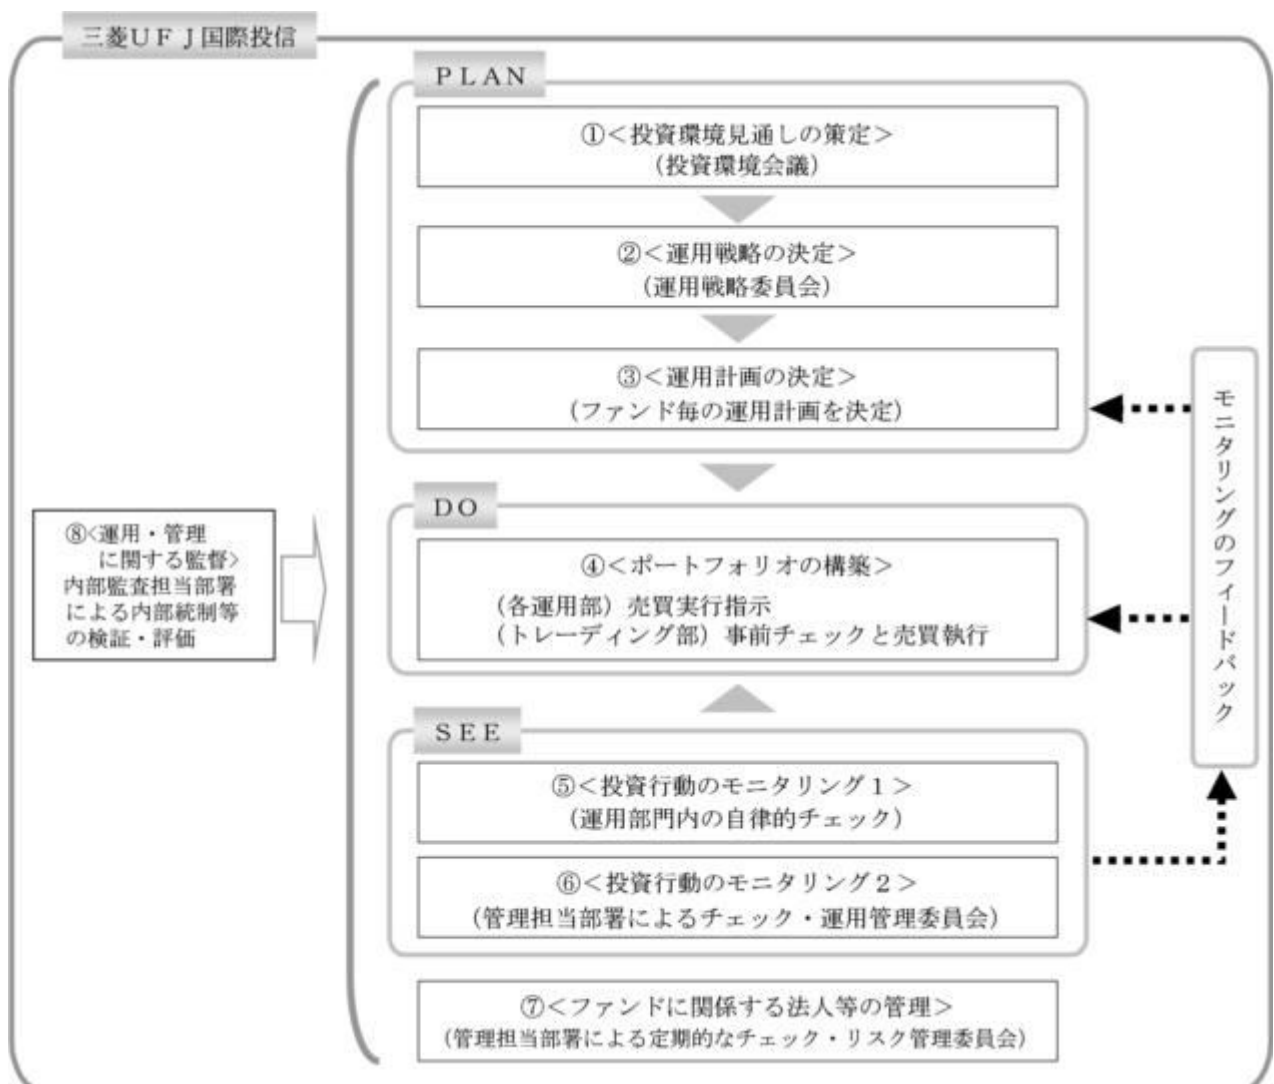 三菱ＵＦＪ国際投信
ＰＬＡＮ
①＜投資環境見通しの策定＞
（投資環境会議）
②＜運用戦略の決定＞
（運用戦略委員会）
③＜運用計画の決定＞
（ファンド毎の運用計画を決定）
ＤＯ
④＜ポートフォリオの構築＞
（各運用部）売買実行指示
（トレーディング部）事前チェックと売買執行
ＳＥＥ
⑤＜投資行動のモニタリング１＞
（運用部門内の自律的チェック）
⑥＜投資行動のモニタリング２＞
（管理担当部署によるチェック・運用管理委員会）
⑦＜ファンドに関係する法人等の管理＞
（管理担当部署による定期的なチェック・リスク管理委員会）
⑧<運用・管理
に関する監督>
内部監査担当部署
による内部統制等
の検証・評価
モニタリングのフィードバック